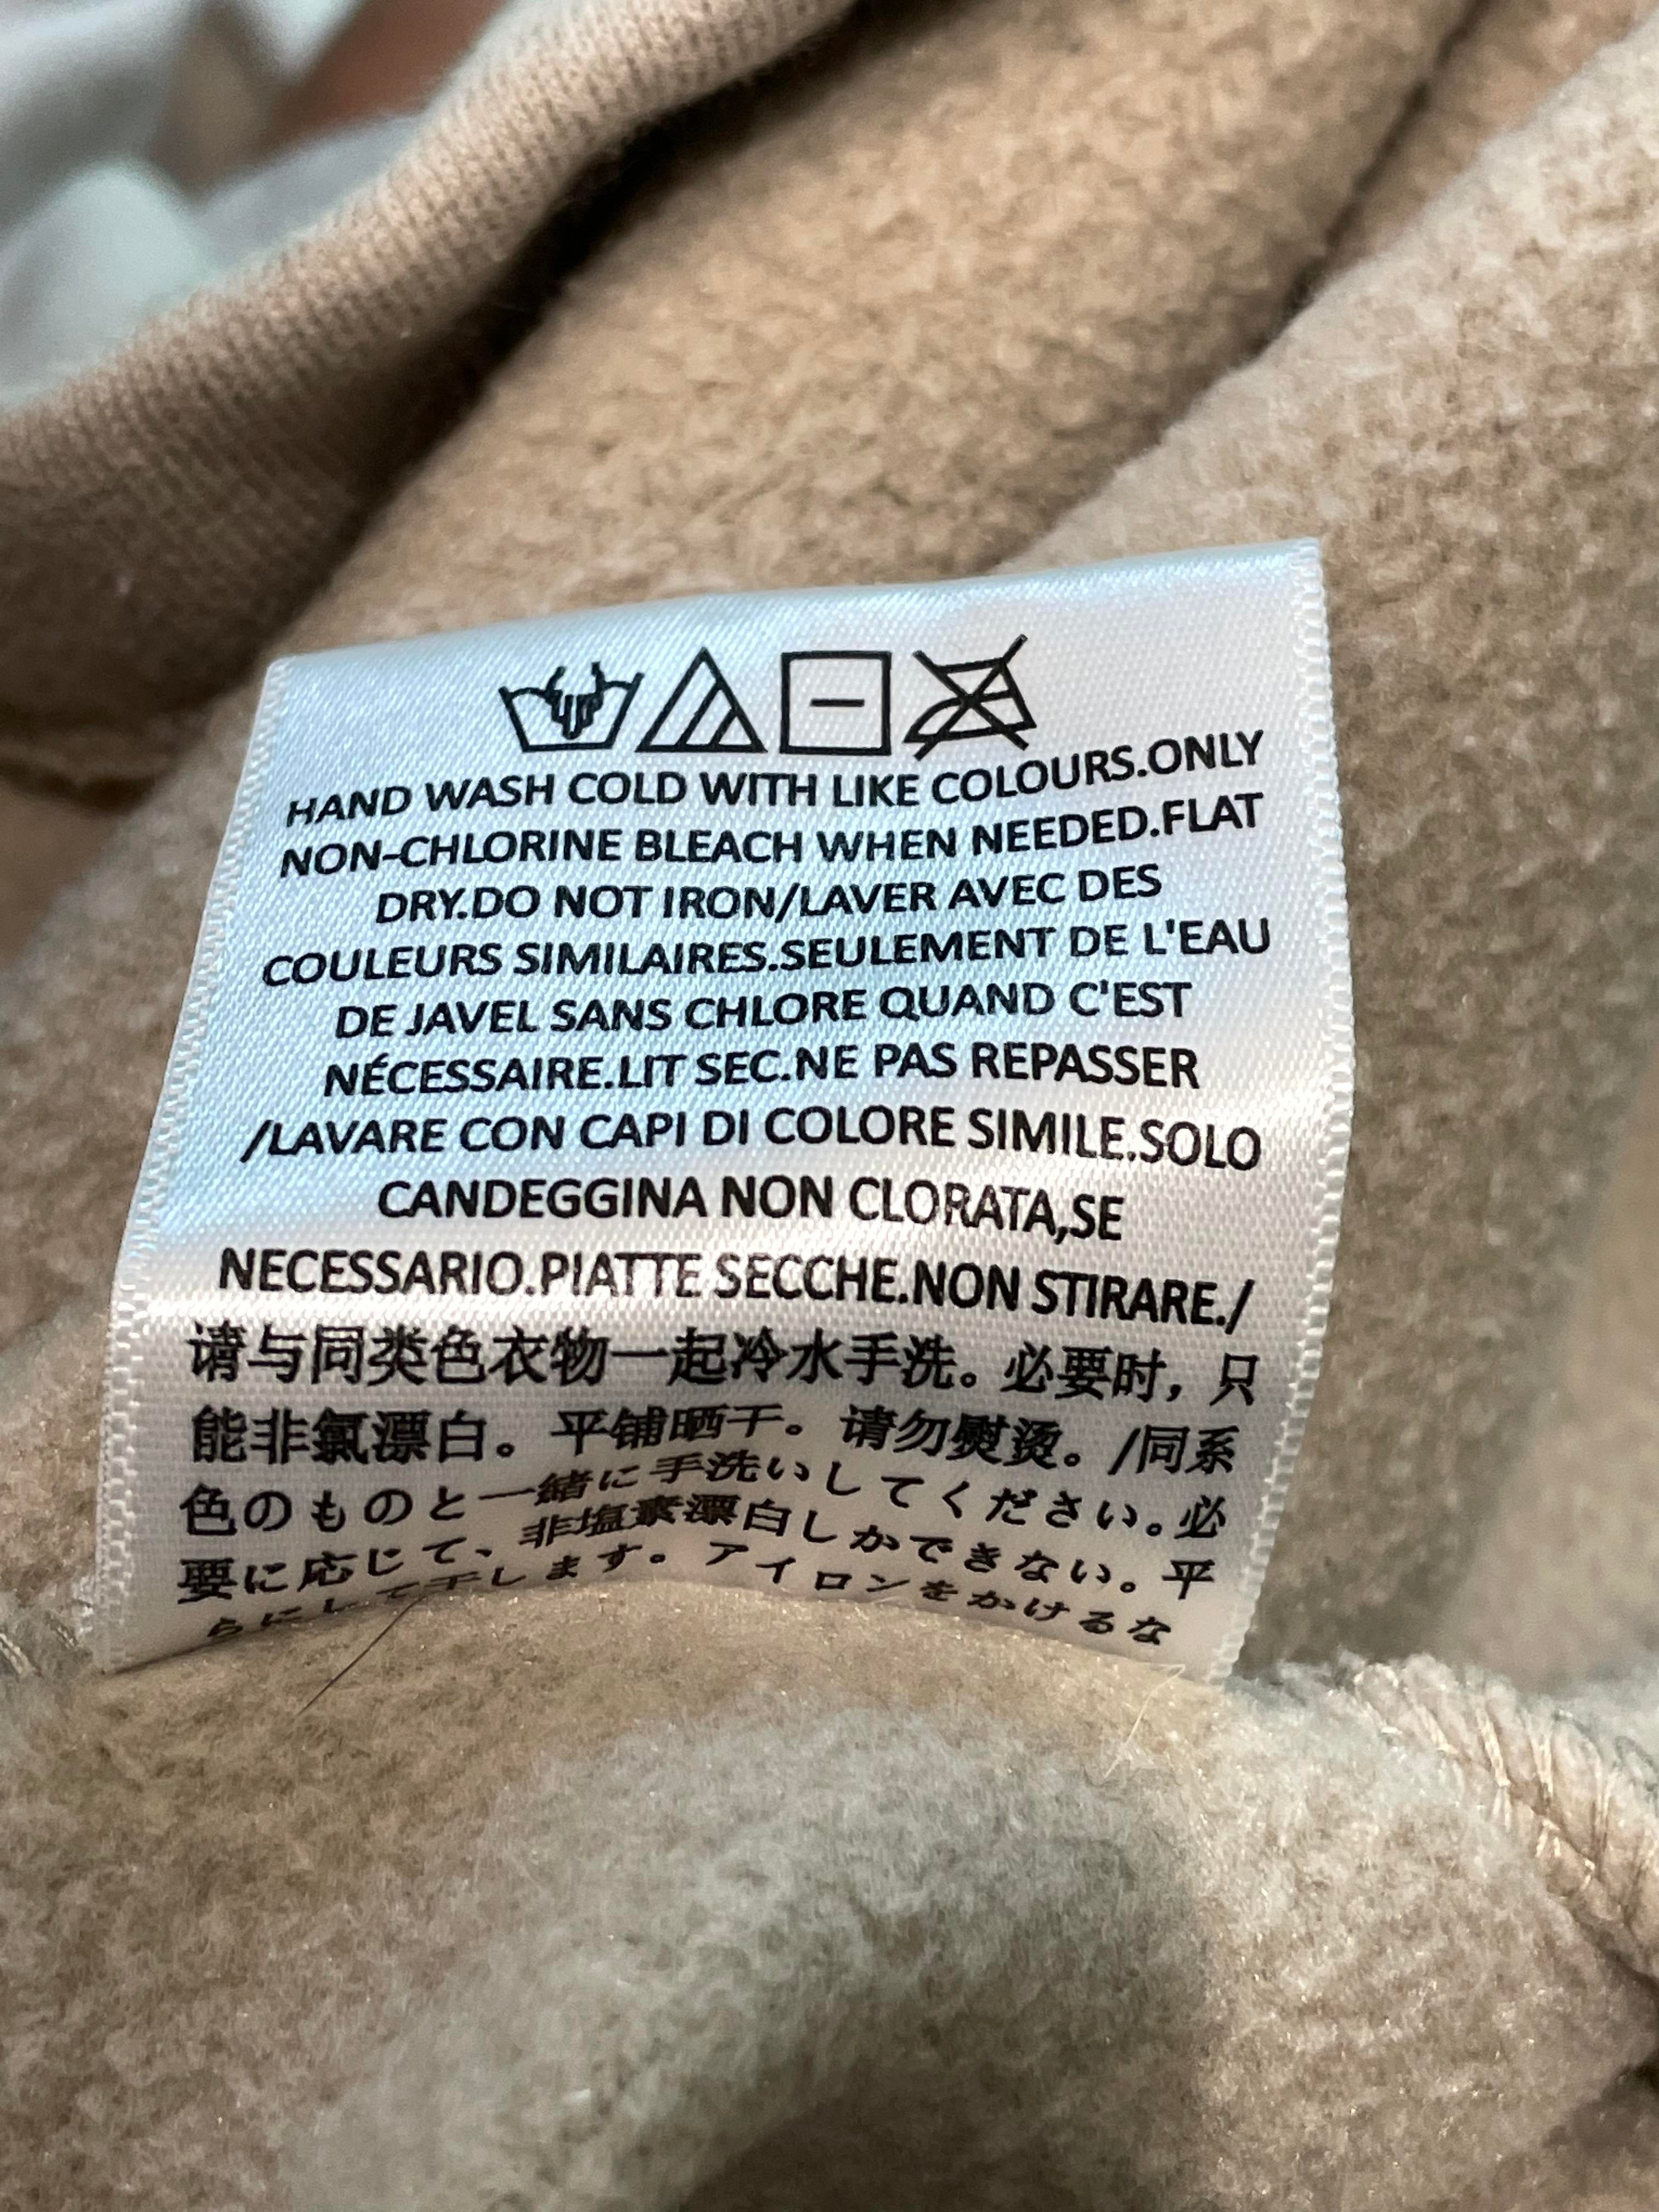 HAND WASH COLD WITH LIKE COLOURS.ONLY
NON-CHLORINE BLEACH WHEN NEEDED.FLAT
DRY.DO NOT IRON/LAVER AVEC DES
COULEURS SIMILAIRES.SEULEMENT DE L'EAU
DE JAVEL SANS CHLORE QUAND C'EST
NÉCESSAIRE.LIT SEC.NE PAS REPASSER
/LAVARE CON CAPI DI COLORE SIMILE.SOLO
CANDEGGINA NON CLORATA,SE
NECESSARIO.PIATTE SECCHE.NON STIRARE./
请与同类色衣物一起冷水手洗。必要时，只
能非氯漂白。平铺晒干。请勿熨烫。/同系
色のものと一緒に手洗いしてください。必
要に応じて、非塩素漂白しかできない。平
らにして干します。アイロンをかけるな